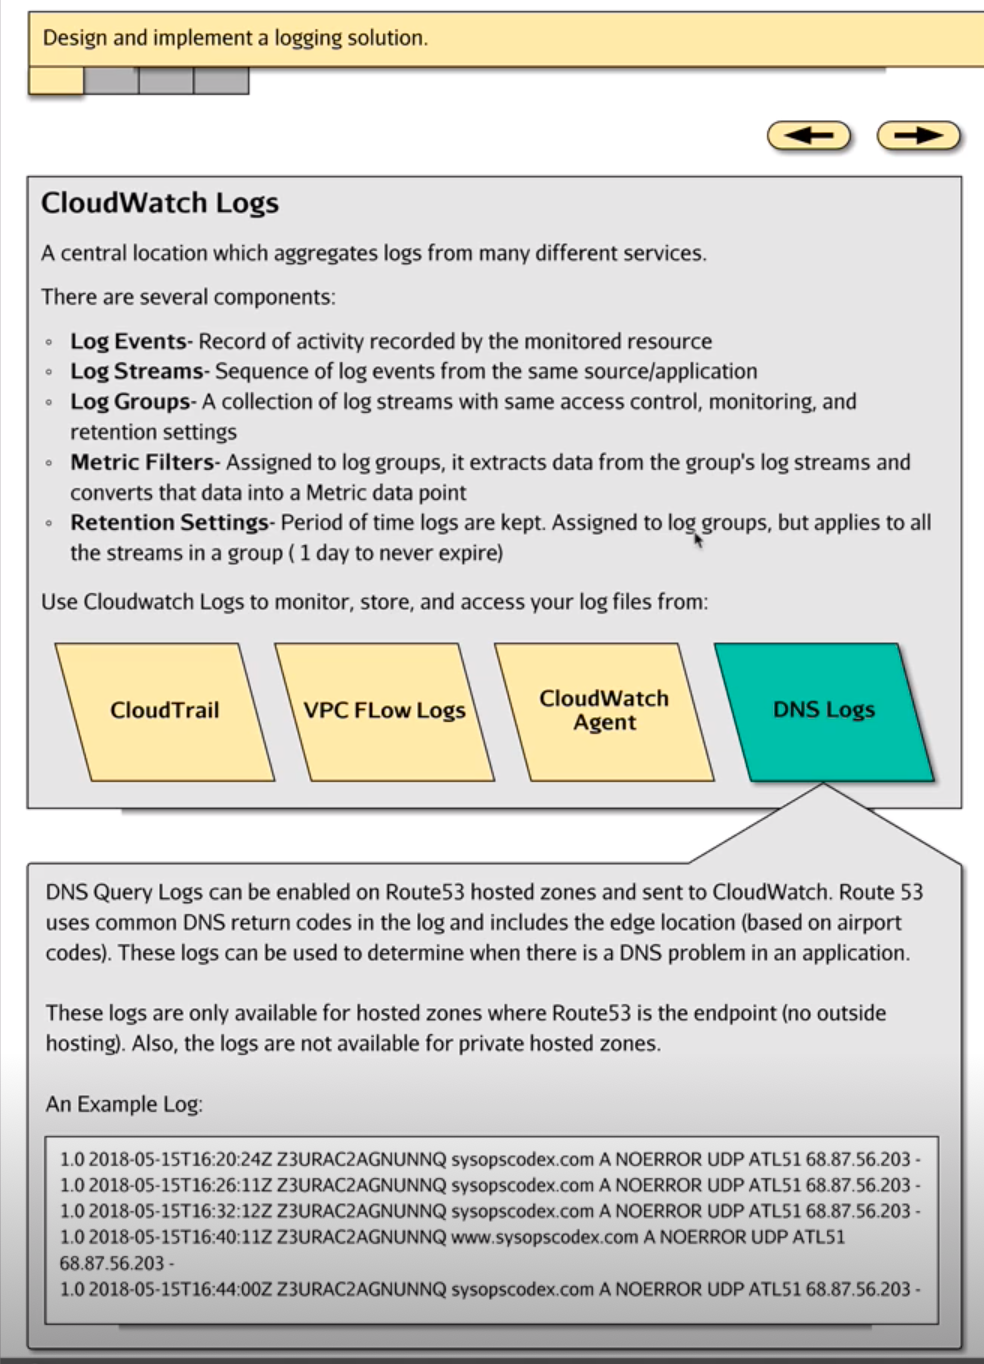 Design and implement a logging solution.
CloudWatch Logs
A central location which aggregates logs from many different services.
There are several components:
◦ Log Events- Record of activity recorded by the monitored resource
◦ Log Streams- Sequence of log events from the same source/application
◦ Log Groups- A collection of log streams with same access control, monitoring, and
retention settings
◦ Metric Filters- Assigned to log groups, it extracts data from the group's log streams and
converts that data into a Metric data point
◦ Retention Settings- Period of time logs are kept. Assigned to log groups, but applies to all
the streams in a group ( 1 day to never expire)
Use Cloudwatch Logs to monitor, store, and access your log files from:
CloudTrail
VPC FLow Logs
CloudWatch
Agent
DNS Logs
DNS Query Logs can be enabled on Route53 hosted zones and sent to CloudWatch. Route 53
uses common DNS return codes in the log and includes the edge location (based on airport
codes). These logs can be used to determine when there is a DNS problem in an application.
These logs are only available for hosted zones where Route53 is the endpoint (no outside
hosting). Also, the logs are not available for private hosted zones.
An Example Log:
1.0 2018-05-15T16:20:24Z Z3URAC2AGNUNNQ sysopscodex.com A NOERROR UDP ATL51 68.87.56.203 -
1.0 2018-05-15T16:26:11Z Z3URAC2AGNUNNQ sysopscodex.com A NOERROR UDP ATL51 68.87.56.203 -
1.0 2018-05-15T16:32:12Z Z3URAC2AGNUNNQ sysopscodex.com A NOERROR UDP ATL51 68.87.56.203 -
1.0 2018-05-15T16:40:11Z Z3URAC2AGNUNNQ www.sysopscodex.com A NOERROR UDP ATL51
68.87.56.203 -
1.0 2018-05-15T16:44:00Z Z3URAC2AGNUNNQ sysopscodex.com A NOERROR UDP ATL51 68.87.56.203 -